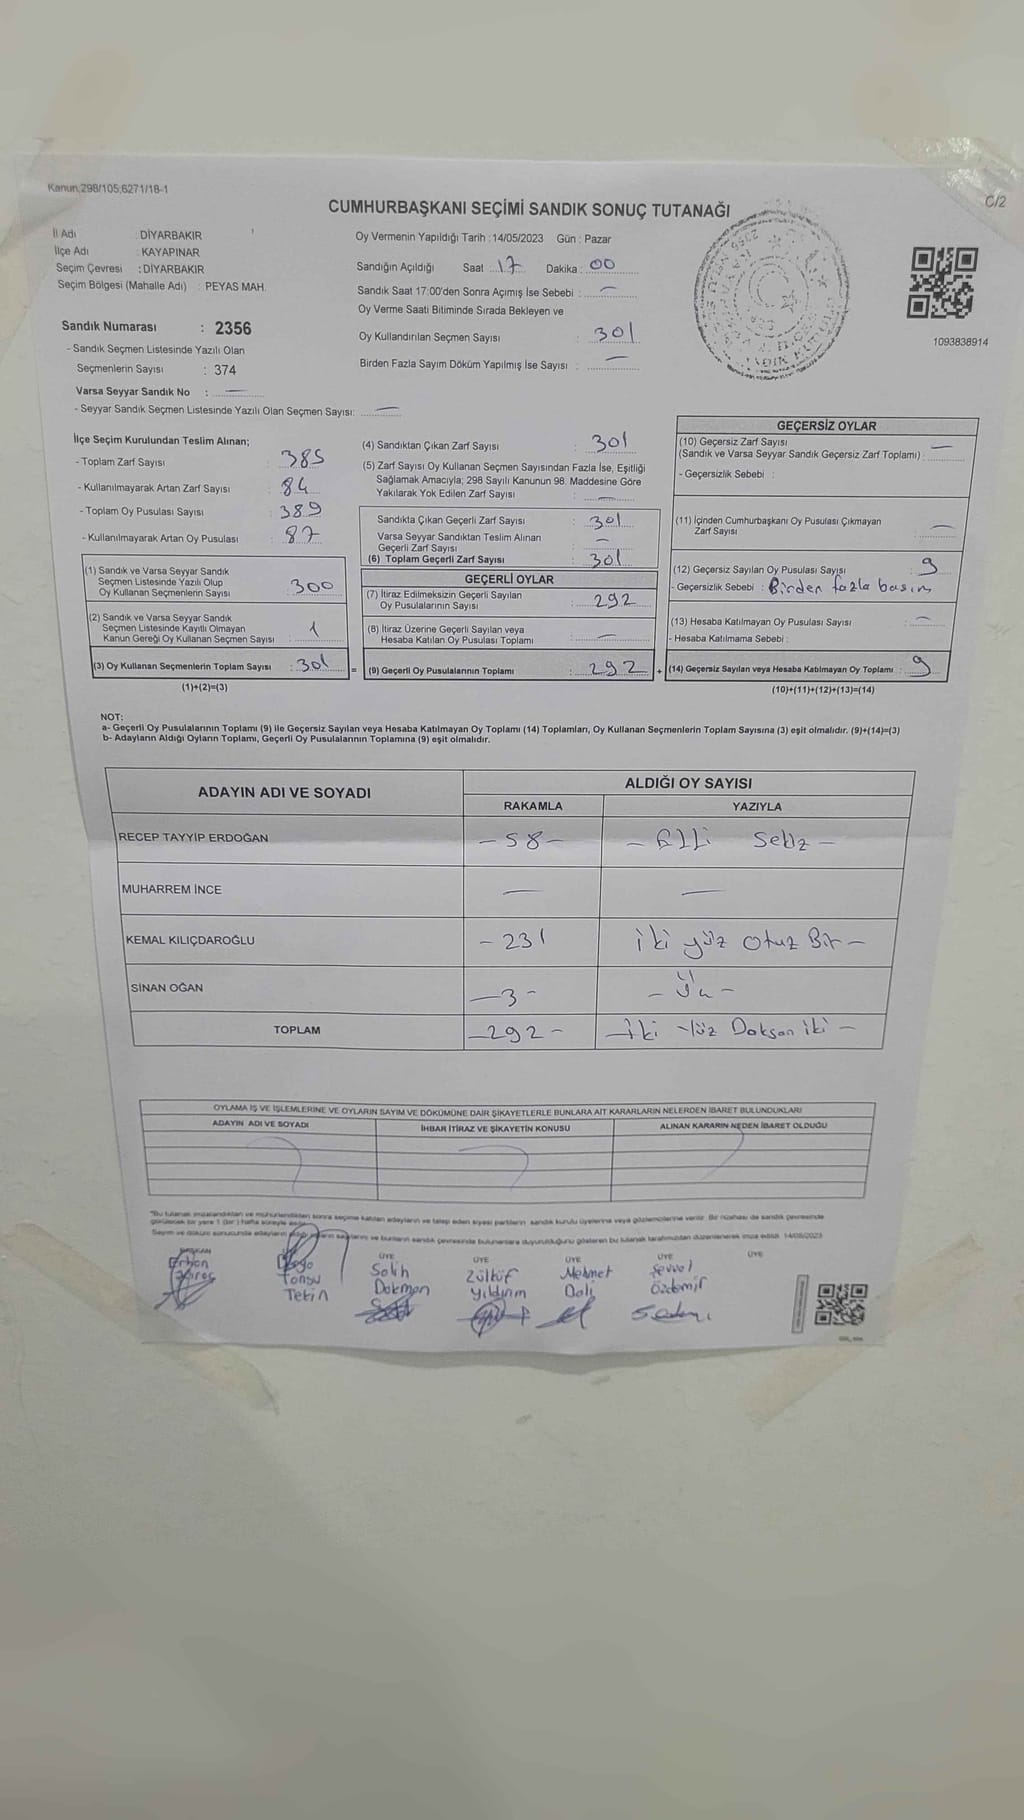 Kanun:298/105;6271/18-1
C/2
CUMHURBAŞKANI SEÇİMİ SANDIK SONUÇ TUTANAĞI
İl Adı : DİYARBAKIR
İlçe Adı : KAYAPINAR
Seçim Çevresi : DİYARBAKIR
Seçim Bölgesi (Mahalle Adı) : PEYAS MAH.
Oy Vermenin Yapıldığı Tarih : 14/05/2023 Gün : Pazar
Sandığın Açıldığı Saat : 17 Dakika : 00
Sandık Saat 17:00'den Sonra Açımış İse Sebebi : —
Oy Verme Saati Bitiminde Sırada Bekleyen ve
Oy Kullandırılan Seçmen Sayısı : 301
Birden Fazla Sayım Döküm Yapılmış İse Sayısı : —
1093838914
Sandık Numarası : 2356
- Sandık Seçmen Listesinde Yazılı Olan
Seçmenlerin Sayısı : 374
Varsa Seyyar Sandık No : —
- Seyyar Sandık Seçmen Listesinde Yazılı Olan Seçmen Sayısı: —
İlçe Seçim Kurulundan Teslim Alınan;
- Toplam Zarf Sayısı : 385
- Kullanılmayarak Artan Zarf Sayısı : 84
- Toplam Oy Pusulası Sayısı : 389
- Kullanılmayarak Artan Oy Pusulası : 87
(1) Sandık ve Varsa Seyyar Sandık
Seçmen Listesinde Yazılı Olup
Oy Kullanan Seçmenlerin Sayısı : 300
(2) Sandık ve Varsa Seyyar Sandık
Seçmen Listesinde Kayıtlı Olmayan
Kanun Gereği Oy Kullanan Seçmen Sayısı : 1
(3) Oy Kullanan Seçmenlerin Toplam Sayısı : 301
(1)+(2)=(3)
(4) Sandıktan Çıkan Zarf Sayısı : 301
(5) Zarf Sayısı Oy Kullanan Seçmen Sayısından Fazla İse, Eşitliği
Sağlamak Amacıyla; 298 Sayılı Kanunun 98. Maddesine Göre
Yakılarak Yok Edilen Zarf Sayısı : —
Sandıkta Çıkan Geçerli Zarf Sayısı : 301
Varsa Seyyar Sandıktan Teslim Alınan
Geçerli Zarf Sayısı : —
(6) Toplam Geçerli Zarf Sayısı : 301
GEÇERLİ OYLAR
(7) İtiraz Edilmeksizin Geçerli Sayılan
Oy Pusulalarının Sayısı : 292
(8) İtiraz Üzerine Geçerli Sayılan veya
Hesaba Katılan Oy Pusulası Toplamı : —
= (9) Geçerli Oy Pusulalarının Toplamı : 292
GEÇERSİZ OYLAR
(10) Geçersiz Zarf Sayısı
(Sandık ve Varsa Seyyar Sandık Geçersiz Zarf Toplamı) : —
- Geçersizlik Sebebi :
(11) İçinden Cumhurbaşkanı Oy Pusulası Çıkmayan
Zarf Sayısı : —
(12) Geçersiz Sayılan Oy Pusulası Sayısı : 9
- Geçersizlik Sebebi : Birden fazla basım
(13) Hesaba Katılmayan Oy Pusulası Sayısı : —
- Hesaba Katılmama Sebebi :
+ (14) Geçersiz Sayılan veya Hesaba Katılmayan Oy Toplamı : 9
(10)+(11)+(12)+(13)=(14)
NOT:
a- Geçerli Oy Pusulalarının Toplamı (9) ile Geçersiz Sayılan veya Hesaba Katılmayan Oy Toplamı (14) Toplamları, Oy Kullanan Seçmenlerin Toplam Sayısına (3) eşit olmalıdır. (9)+(14)=(3)
b- Adayların Aldığı Oyların Toplamı, Geçerli Oy Pusulalarının Toplamına (9) eşit olmalıdır.
ADAYIN ADI VE SOYADI ALDIĞI OY SAYISI
RAKAMLA YAZIYLA
RECEP TAYYİP ERDOĞAN -58- - Elli Sekiz -
MUHARREM İNCE — —
KEMAL KILIÇDAROĞLU -231 iki yüz otuz Bir -
SİNAN OĞAN -3- - Üç -
TOPLAM -292- - İki Yüz Doksan iki -
OYLAMA İŞ VE İŞLEMLERİNE VE OYLARIN SAYIM VE DÖKÜMÜNE DAİR ŞİKAYETLERLE BUNLARA AİT KARARLARIN NELERDEN İBARET BULUNDUKLARI
ADAYIN ADI VE SOYADI İHBAR İTİRAZ VE ŞİKAYETİN KONUSU ALINAN KARARIN NEDEN İBARET OLDUĞU
BAŞKAN ÜYE ÜYE ÜYE ÜYE ÜYE
Erhan Salih Zülküf Mehmet Şevval
Tansu Dokman Yıldırım Dali Özdemir
Tekin